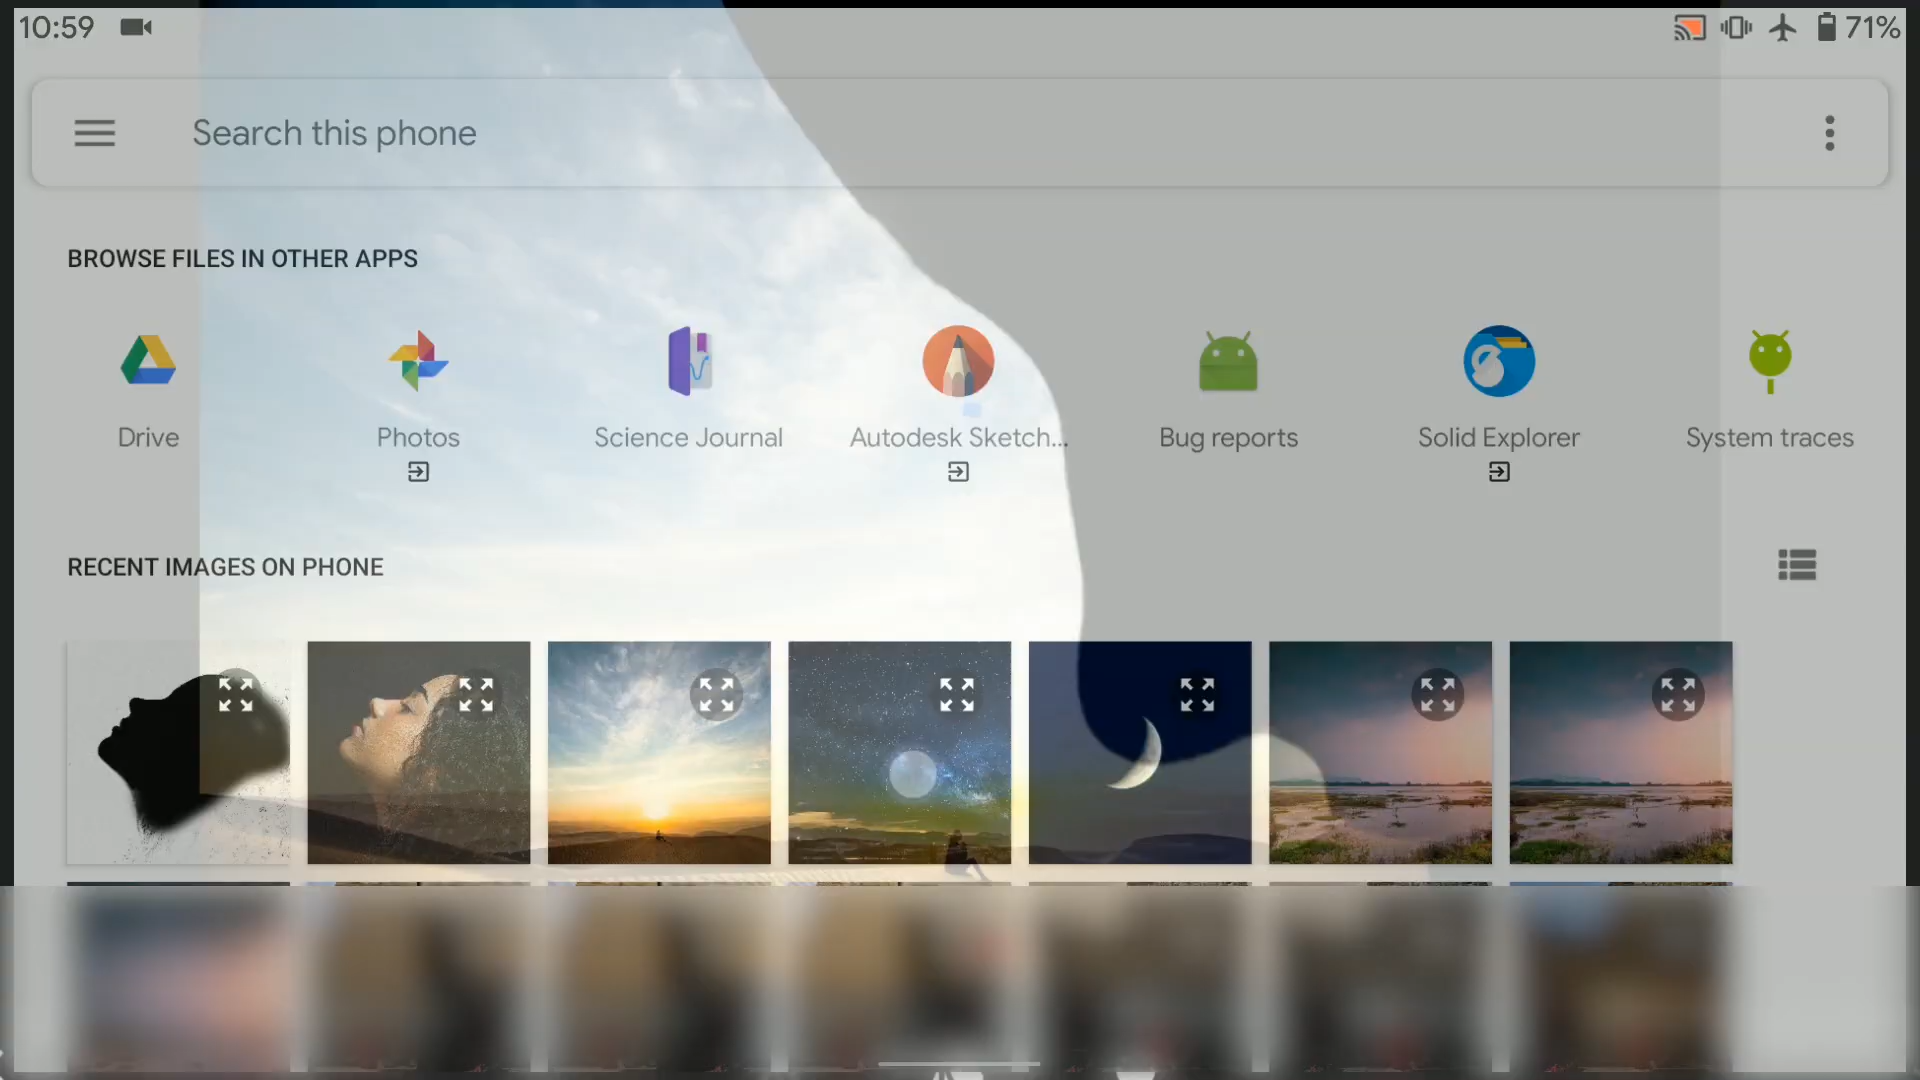 10:59
71%
Search this phone
BROWSE FILES IN OTHER APPS
Drive
Photos
Science Journal
Autodesk Sketch...
Bug reports
Solid Explorer
System traces
RECENT IMAGES ON PHONE